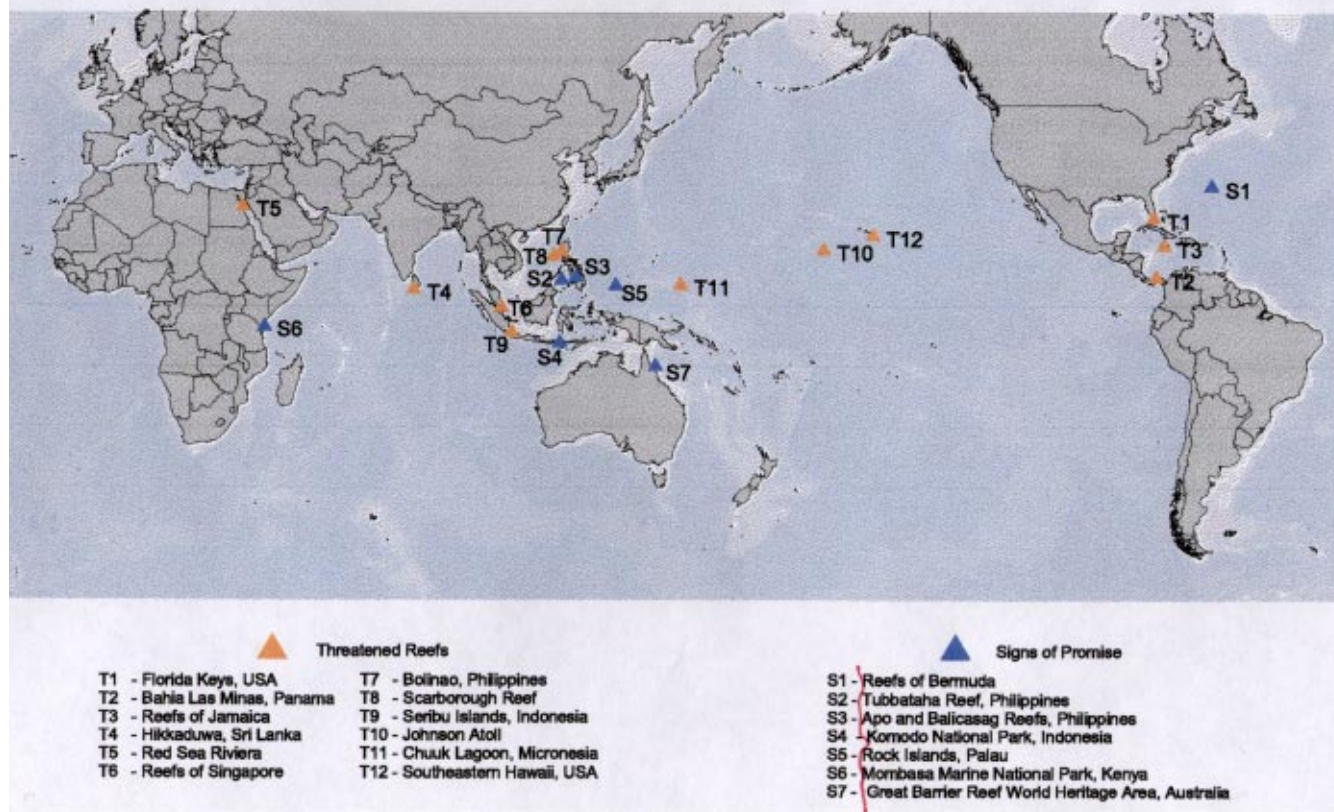 S1
T1
T5
T12
T7
T10
T3
T8
S3
S2
T2
T4
S5
T11
T6
S6
T9
S4
S7
Threatened Reefs
T1 - Florida Keys, USA
T2 - Bahia Las Minas, Panama
T3 - Reefs of Jamaica
T4 - Hikkaduwa, Sri Lanka
T5 - Red Sea Riviera
T6 - Reefs of Singapore
T7 - Bolinao, Philippines
T8 - Scarborough Reef
T9 - Seribu Islands, Indonesia
T10 - Johnson Atoll
T11 - Chuuk Lagoon, Micronesia
T12 - Southeastern Hawaii, USA
Signs of Promise
S1 - Reefs of Bermuda
S2 - Tubbataha Reef, Philippines
S3 - Apo and Balicasag Reefs, Philippines
S4 - Komodo National Park, Indonesia
S5 - Rock Islands, Palau
S6 - Mombasa Marine National Park, Kenya
S7 - Great Barrier Reef World Heritage Area, Australia